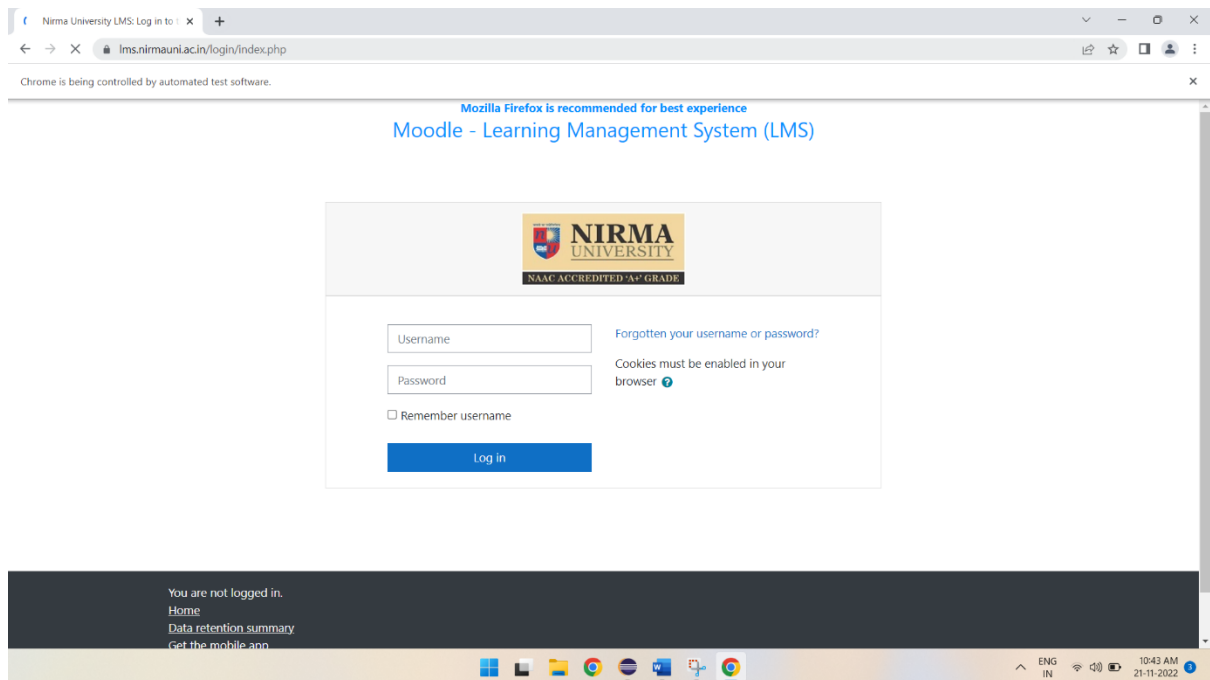 Nirma University LMS: Log in to t
lms.nirmauni.ac.in/login/index.php
Chrome is being controlled by automated test software.
Mozilla Firefox is recommended for best experience
Moodle - Learning Management System (LMS)
NIRMA
UNIVERSITY
NAAC ACCREDITED 'A+' GRADE
Username
Forgotten your username or password?
Password
Cookies must be enabled in your
browser
Remember username
Log in
You are not logged in.
Home
Data retention summary
Get the mobile app
ENG
IN
10:43 AM
21-11-2022
3